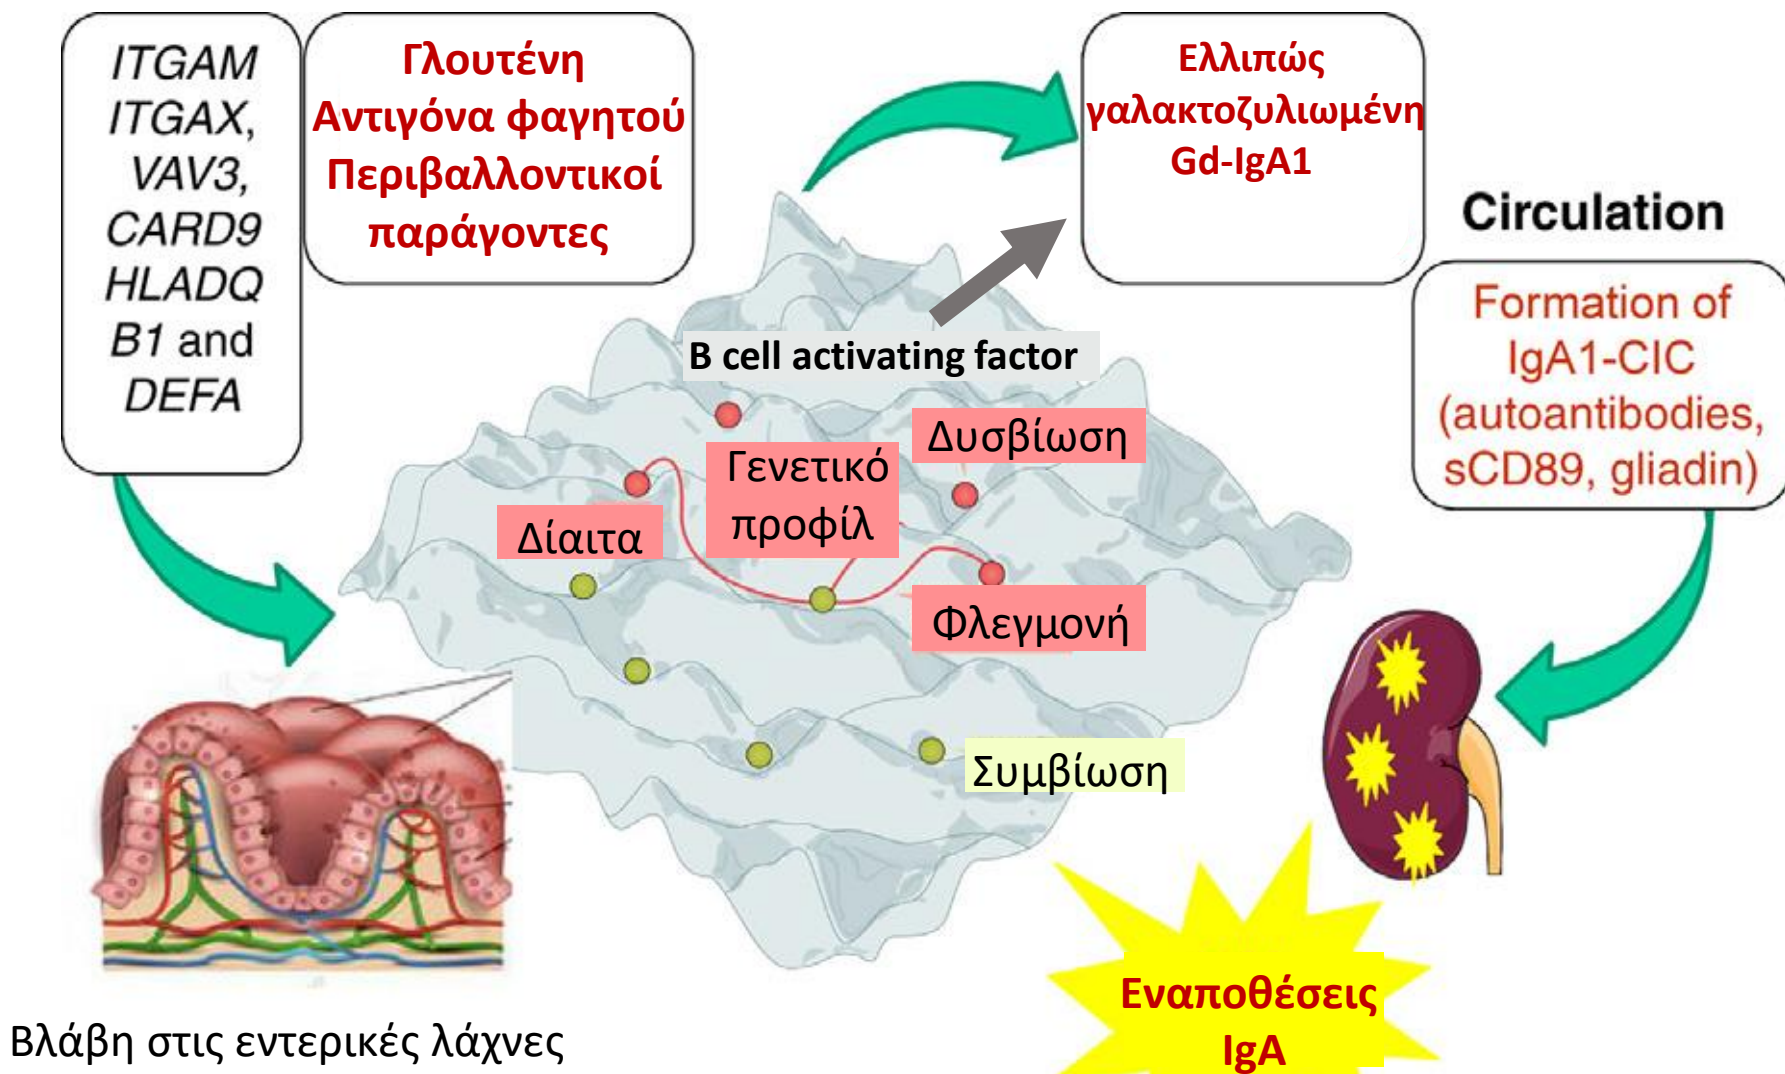 ITGAM
ITGAX,
VAV3,
CARD9
HLADQ
B1 and
DEFA
Γλουτένη
Αντιγόνα φαγητού
Περιβαλλοντικοί
παράγοντες
Ελλιπώς
γαλακτοζυλιωμένη
Gd-IgA1
Circulation
Formation of
IgA1-CIC
(autoantibodies,
sCD89, gliadin)
B cell activating factor
Δυσβίωση
Γενετικό
προφίλ
Δίαιτα
Φλεγμονή
Συμβίωση
Εναποθέσεις
IgA
Βλάβη στις εντερικές λάχνες